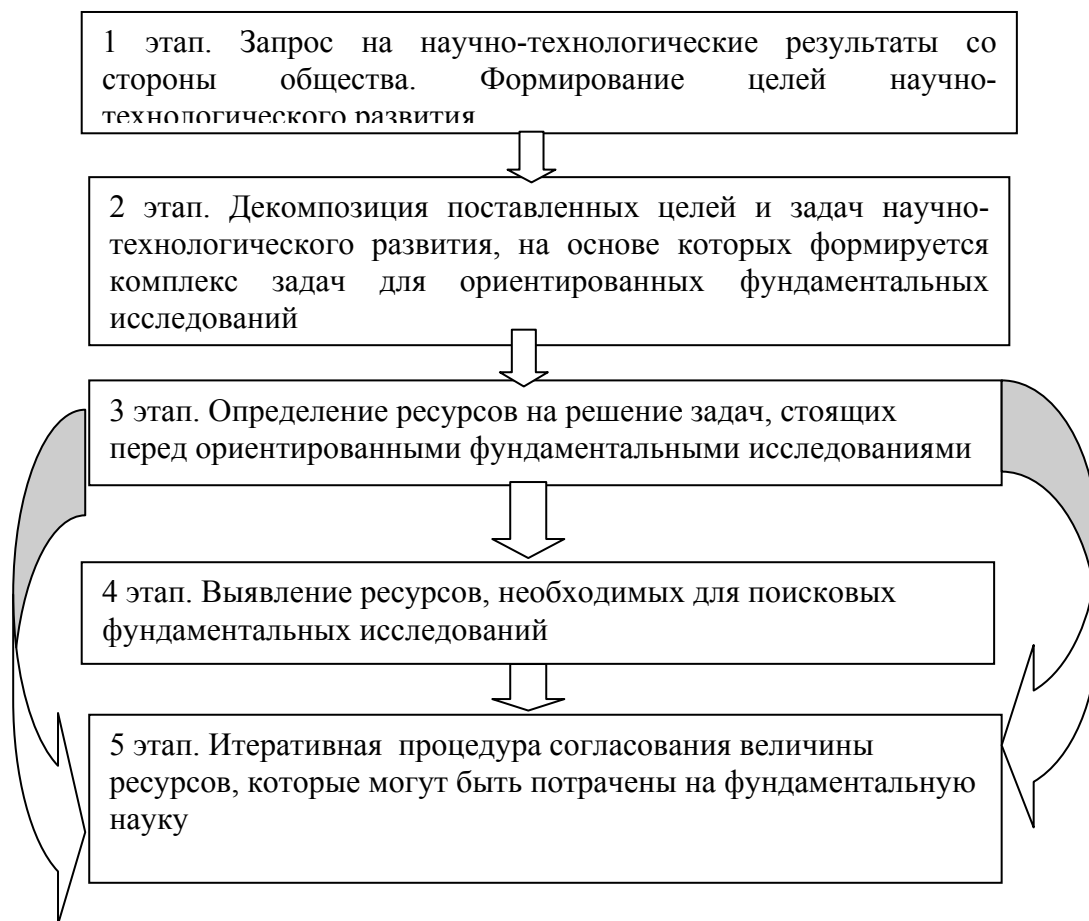 1 этап. Запрос на научно-технологические результаты со
стороны общества. Формирование целей научно-
технологического развития
2 этап. Декомпозиция поставленных целей и задач научно-
технологического развития, на основе которых формируется
комплекс задач для ориентированных фундаментальных
исследований
3 этап. Определение ресурсов на решение задач, стоящих
перед ориентированными фундаментальными исследованиями
4 этап. Выявление ресурсов, необходимых для поисковых
фундаментальных исследований
5 этап. Итеративная процедура согласования величины
ресурсов, которые могут быть потрачены на фундаментальную
науку